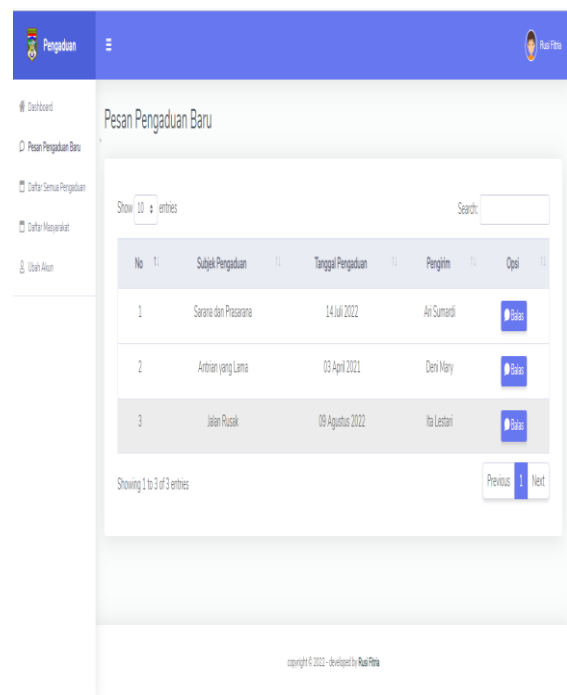 Pengaduan
Rusi Fitria
Dashboard
Pesan Pengaduan Baru
Daftar Semua Pengaduan
Daftar Masyarakat
Ubah Akun
Pesan Pengaduan Baru
Show 10 entries
Search:
No Subjek Pengaduan Tanggal Pengaduan Pengirim Opsi
1 Sarana dan Prasarana 14 Juli 2022 Ari Sumardi Balas
2 Antrian yang Lama 03 April 2021 Deni Mary Balas
3 Jalan Rusak 09 Agustus 2022 Ita Lestari Balas
Showing 1 to 3 of 3 entries
Previous 1 Next
copyright © 2022 - developed by Rusi Fitria